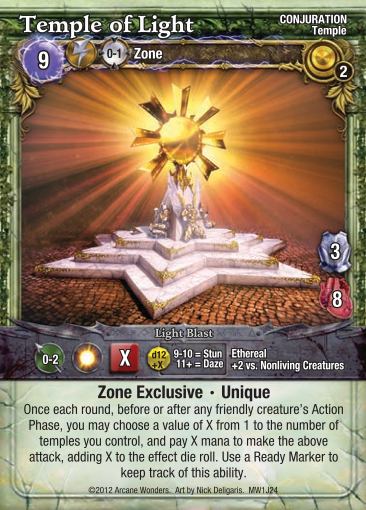 Temple of Light
CONJURATION
Temple
9
0-1
Zone
2
3
8
Light Blast
0-2
X
d12
+X
9-10 = Stun
11+ = Daze
Ethereal
+2 vs. Nonliving Creatures
Zone Exclusive • Unique
Once each round, before or after any friendly creature's Action
Phase, you may choose a value of X from 1 to the number of
temples you control, and pay X mana to make the above
attack, adding X to the effect die roll. Use a Ready Marker to
keep track of this ability.
©2012 Arcane Wonders. Art by Nick Deligaris. MW1J24